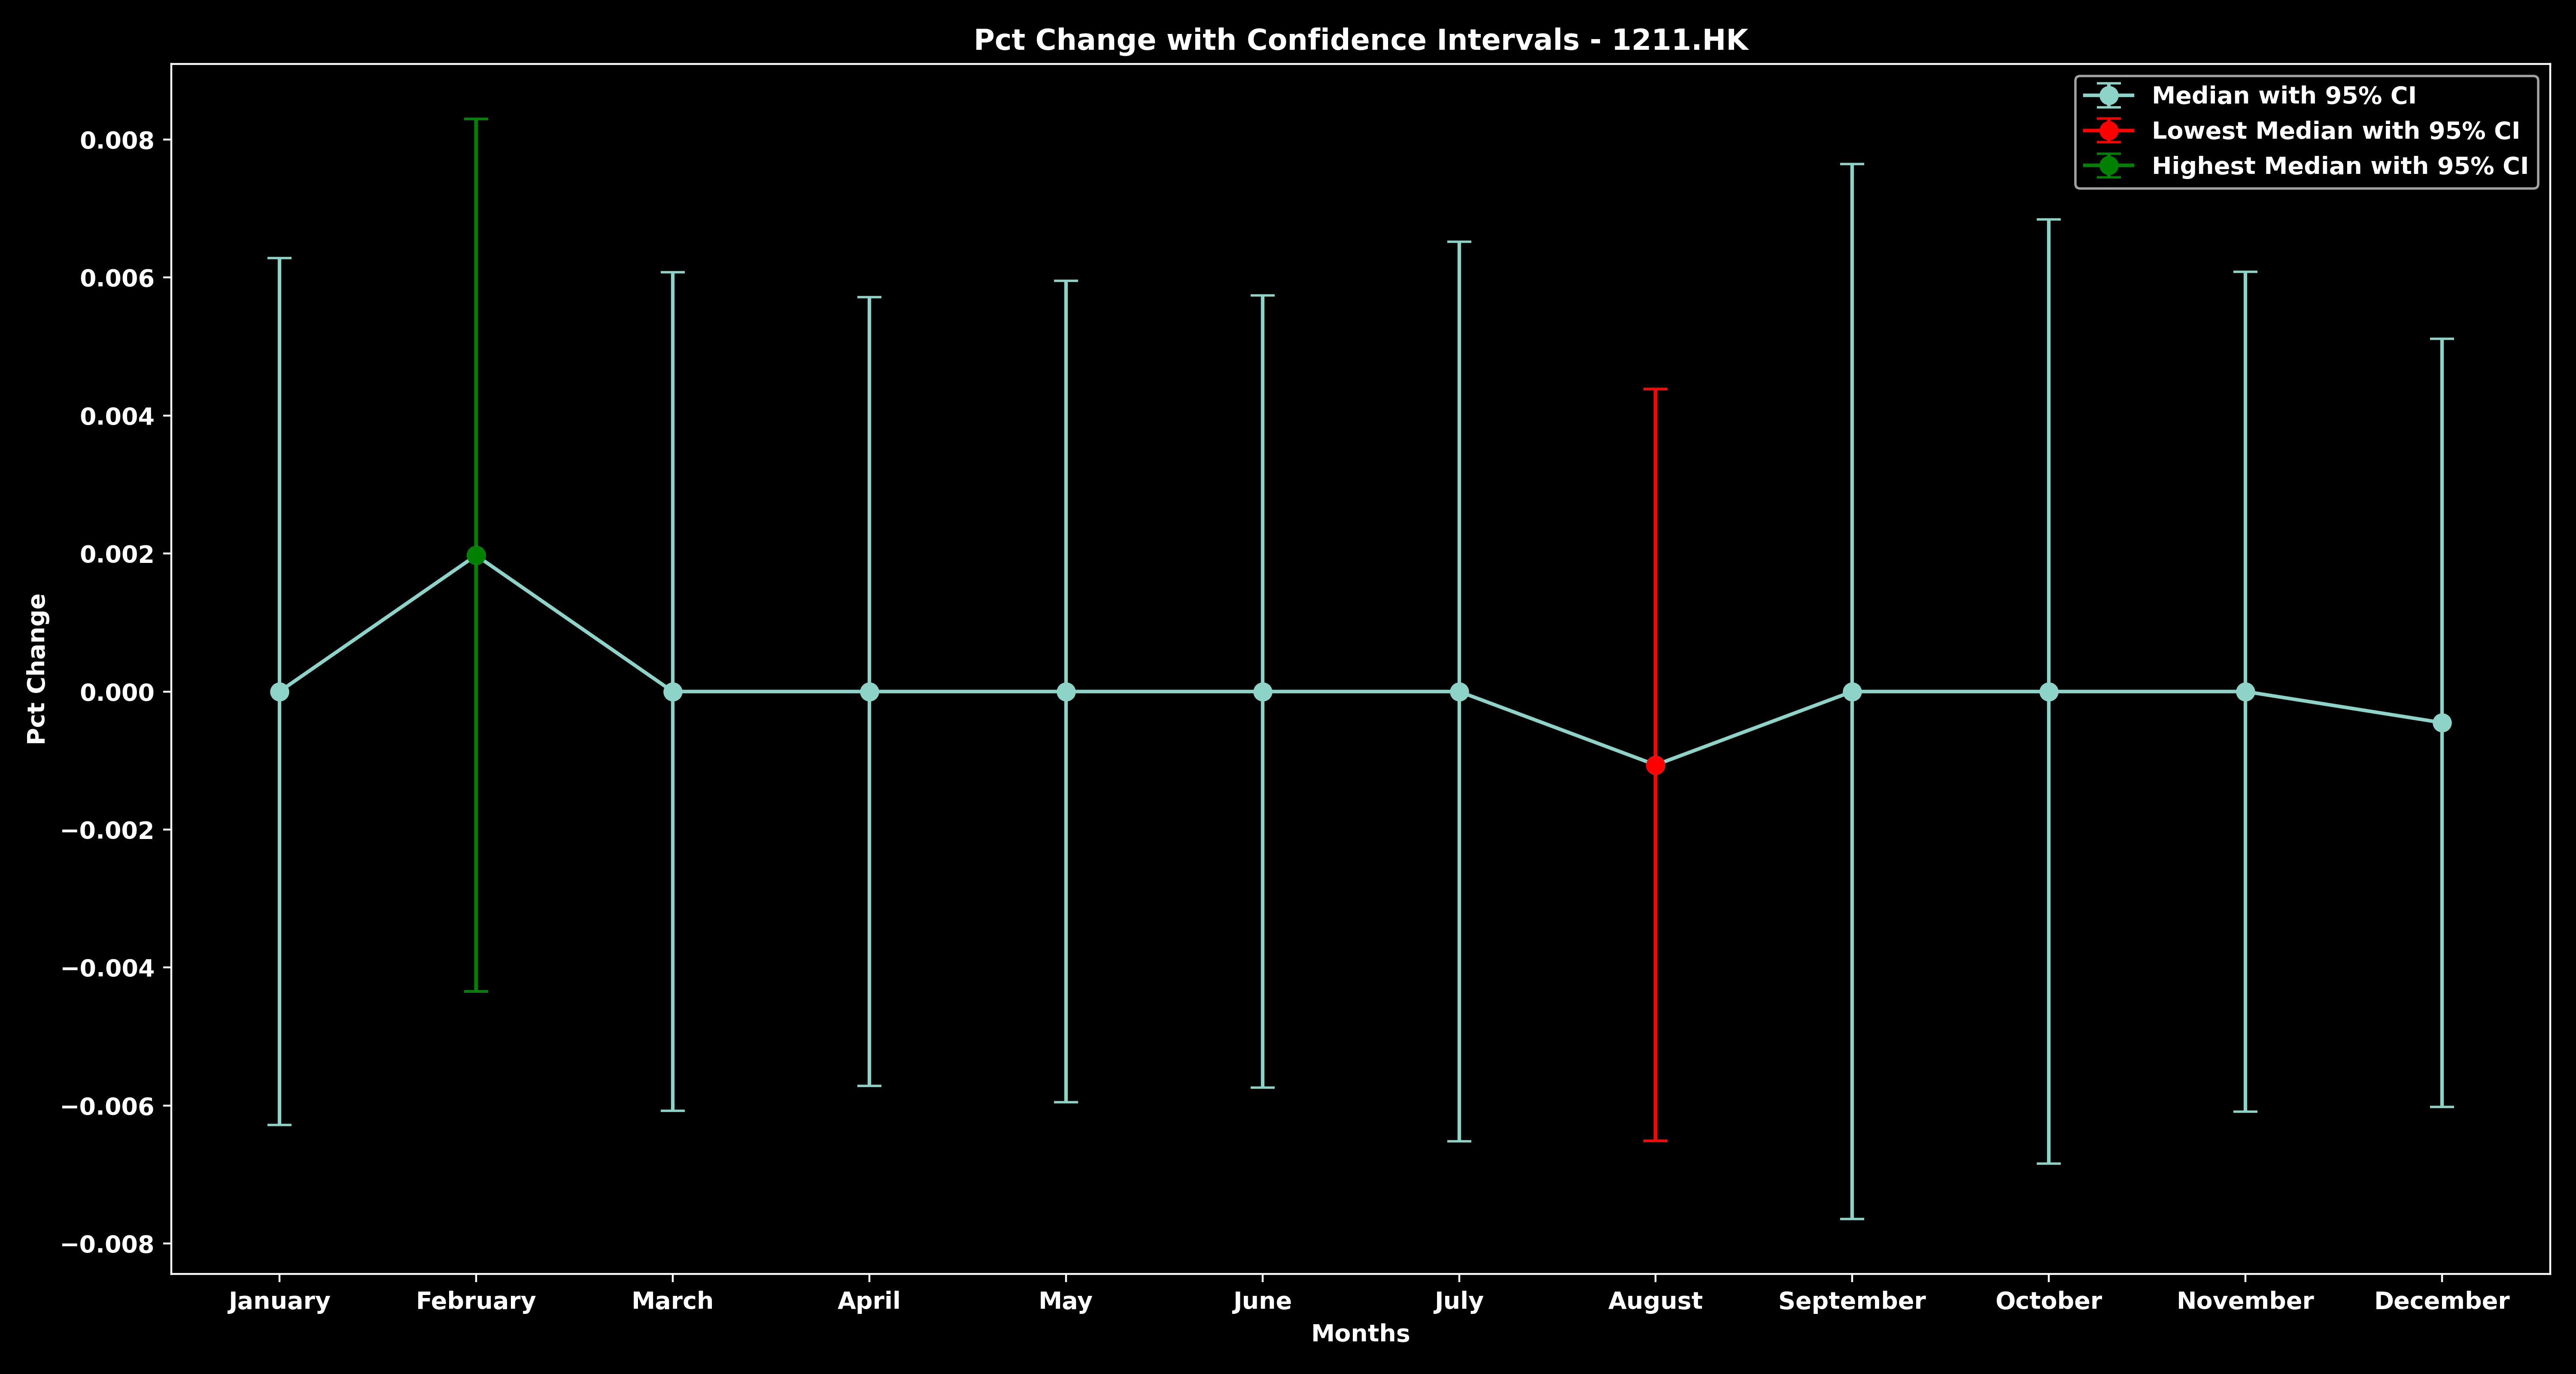 Pct Change with Confidence Intervals - 1211.HK
Median with 95% CI
Lowest Median with 95% CI
Highest Median with 95% CI
0.008
0.006
0.004
0.002
0.000
−0.002
−0.004
−0.006
−0.008
Pct Change
January February March April May June July August September October November December
Months